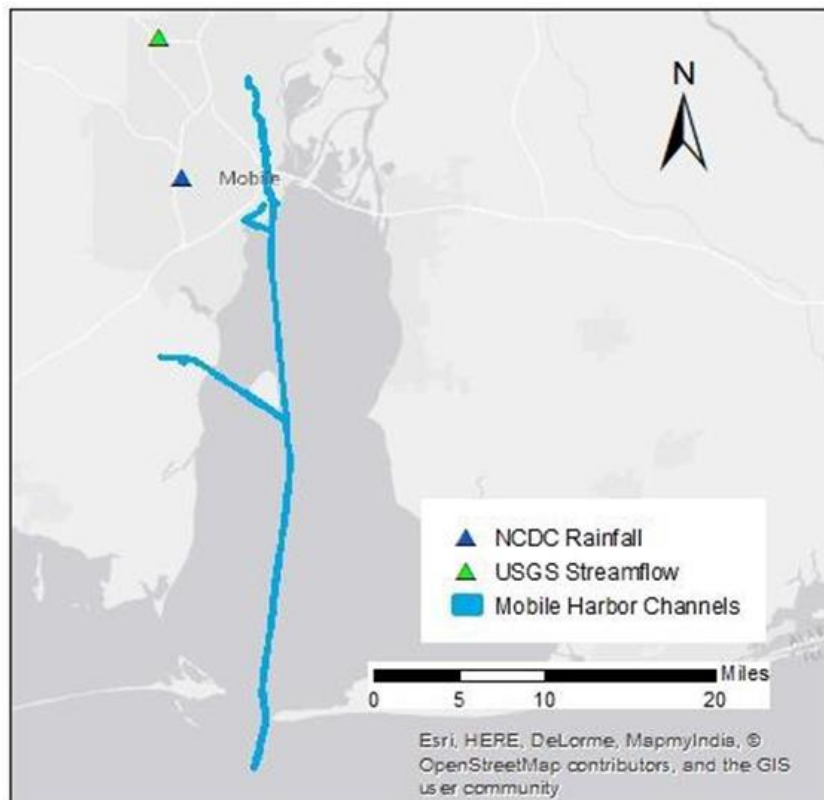 N
Mobile
NCDC Rainfall
USGS Streamflow
Mobile Harbor Channels
Miles
0 5 10 20
Esri, HERE, DeLorme, MapmyIndia, ©
OpenStreetMap contributors, and the GIS
user community